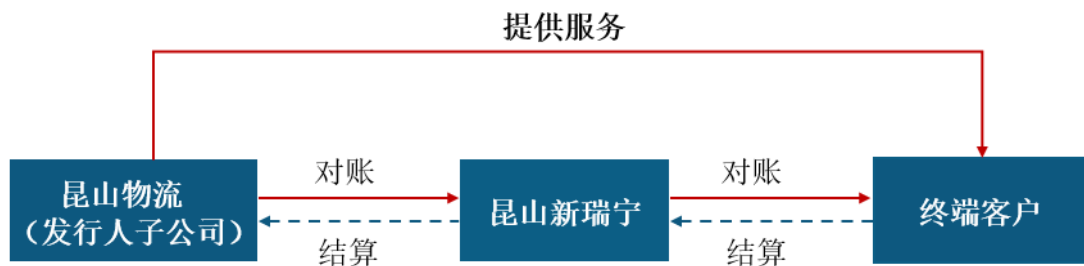 提供服务
昆山物流
（发行人子公司）
对账
结算
昆山新瑞宁
对账
结算
终端客户